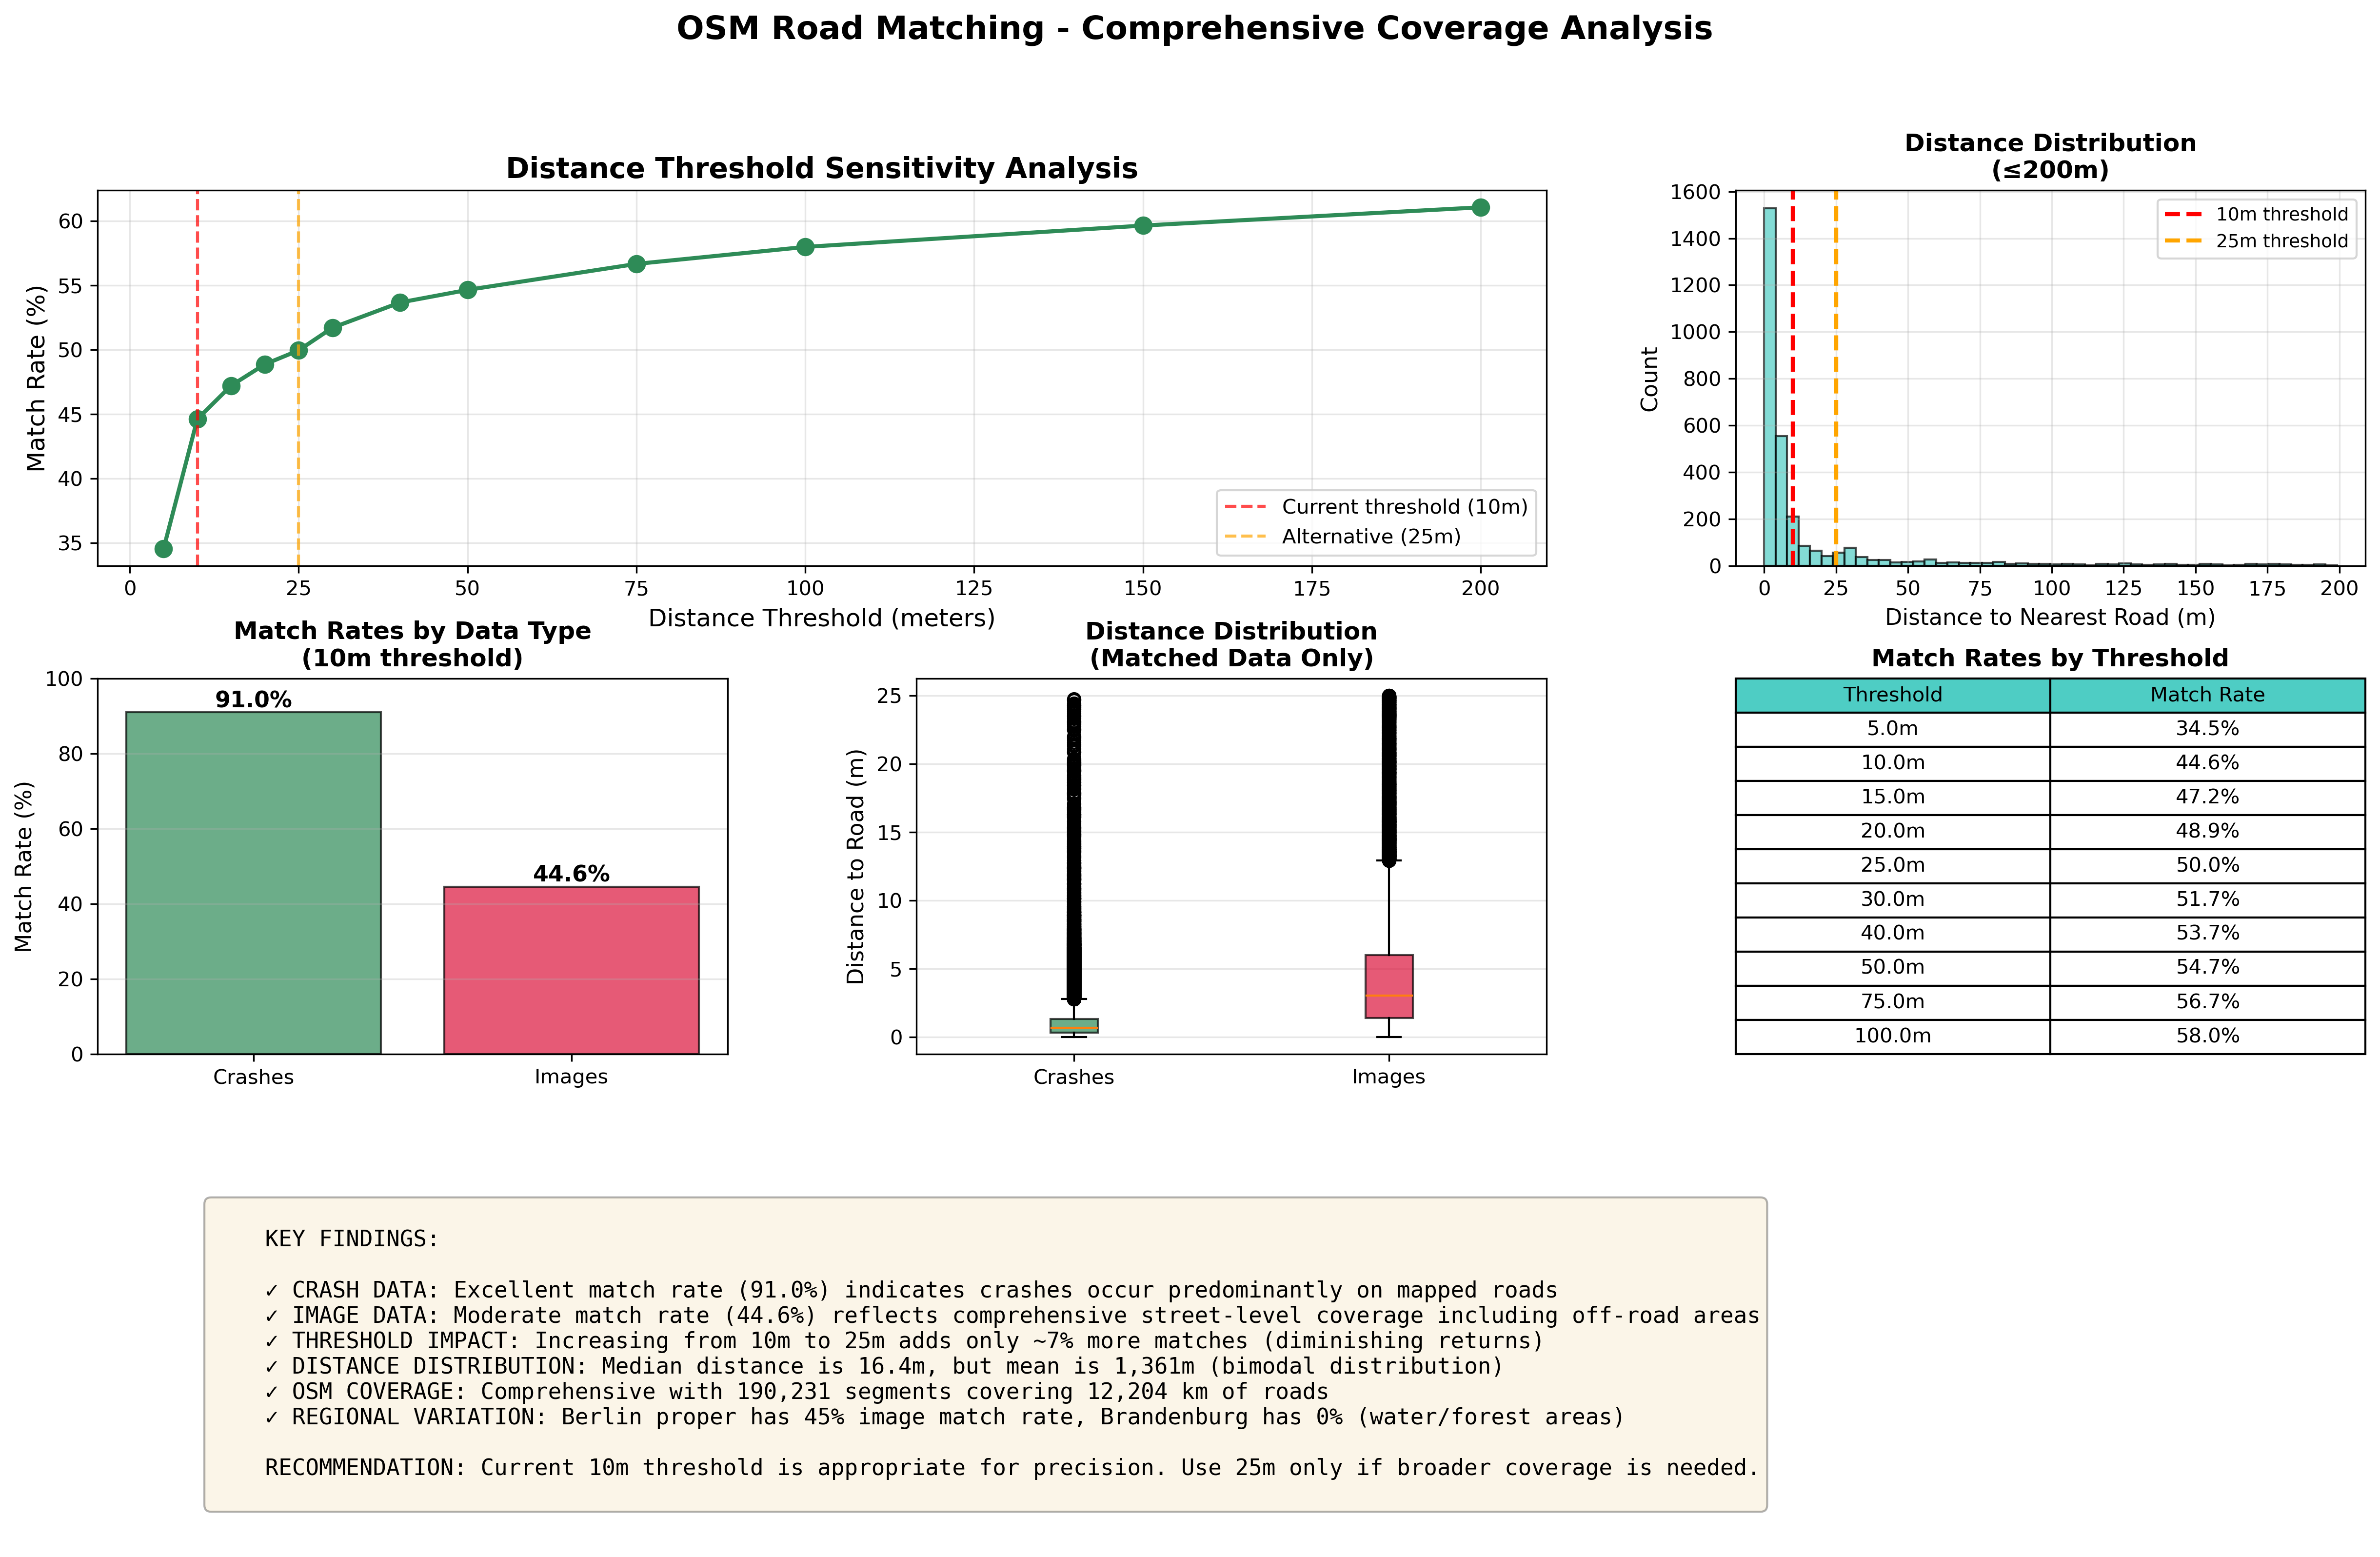 OSM Road Matching - Comprehensive Coverage Analysis
Distance Threshold Sensitivity Analysis
Match Rate (%)
60
55
50
45
40
35
0 25 50 75 100 125 150 175 200
Distance Threshold (meters)
Current threshold (10m)
Alternative (25m)
Distance Distribution
(≤200m)
Count
1600
1400
1200
1000
800
600
400
200
0
0 25 50 75 100 125 150 175 200
Distance to Nearest Road (m)
10m threshold
25m threshold
Match Rates by Data Type
(10m threshold)
Match Rate (%)
100
80
60
40
20
0
91.0%
44.6%
Crashes Images
Distance Distribution
(Matched Data Only)
Distance to Road (m)
25
20
15
10
5
0
Crashes Images
Match Rates by Threshold
Threshold Match Rate
5.0m 34.5%
10.0m 44.6%
15.0m 47.2%
20.0m 48.9%
25.0m 50.0%
30.0m 51.7%
40.0m 53.7%
50.0m 54.7%
75.0m 56.7%
100.0m 58.0%
KEY FINDINGS:
✓ CRASH DATA: Excellent match rate (91.0%) indicates crashes occur predominantly on mapped roads
✓ IMAGE DATA: Moderate match rate (44.6%) reflects comprehensive street-level coverage including off-road areas
✓ THRESHOLD IMPACT: Increasing from 10m to 25m adds only ~7% more matches (diminishing returns)
✓ DISTANCE DISTRIBUTION: Median distance is 16.4m, but mean is 1,361m (bimodal distribution)
✓ OSM COVERAGE: Comprehensive with 190,231 segments covering 12,204 km of roads
✓ REGIONAL VARIATION: Berlin proper has 45% image match rate, Brandenburg has 0% (water/forest areas)
RECOMMENDATION: Current 10m threshold is appropriate for precision. Use 25m only if broader coverage is needed.